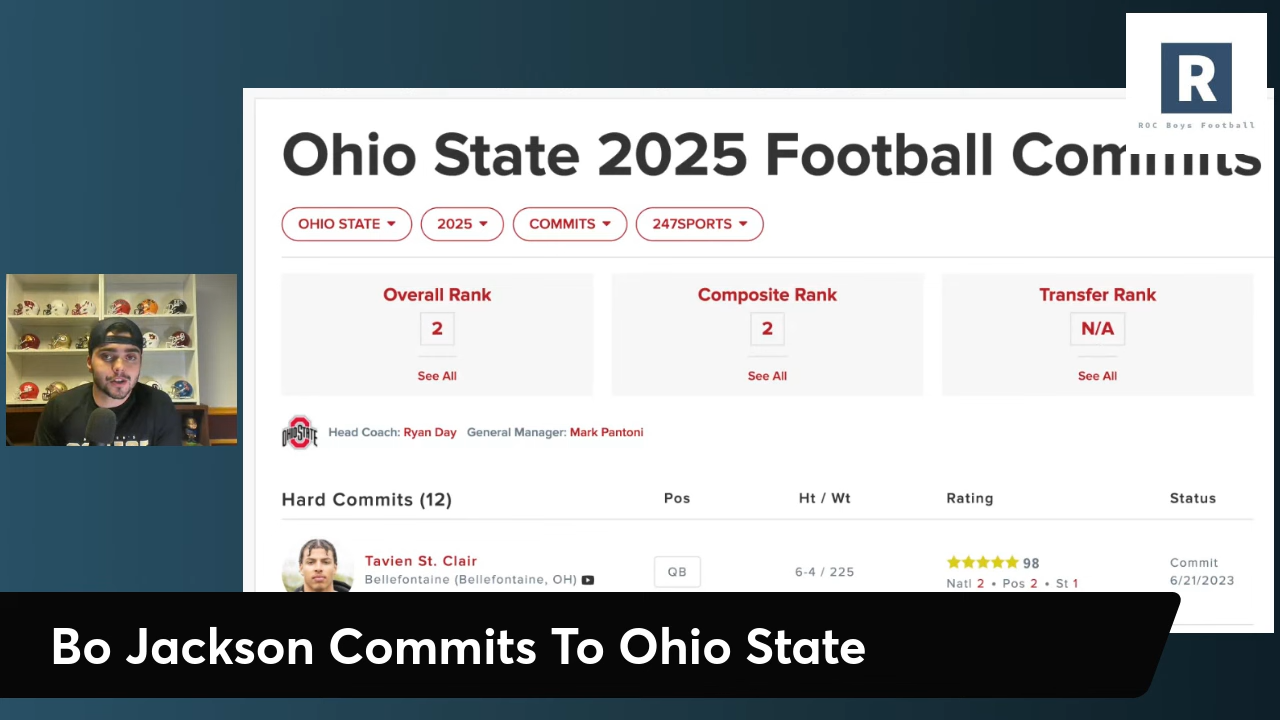 R
ROC Boys Football
Ohio State 2025 Football Commits
OHIO STATE
2025
COMMITS
247SPORTS
Overall Rank
2
See All
Composite Rank
2
See All
Transfer Rank
N/A
See All
OHIO STATE
Head Coach: Ryan Day General Manager: Mark Pantoni
Hard Commits (12) Pos Ht / Wt Rating Status
Tavien St. Clair
Bellefontaine (Bellefontaine, OH)
QB
6-4 / 225
98
Natl 2 • Pos 2 • St 1
Commit
6/21/2023
Bo Jackson Commits To Ohio State